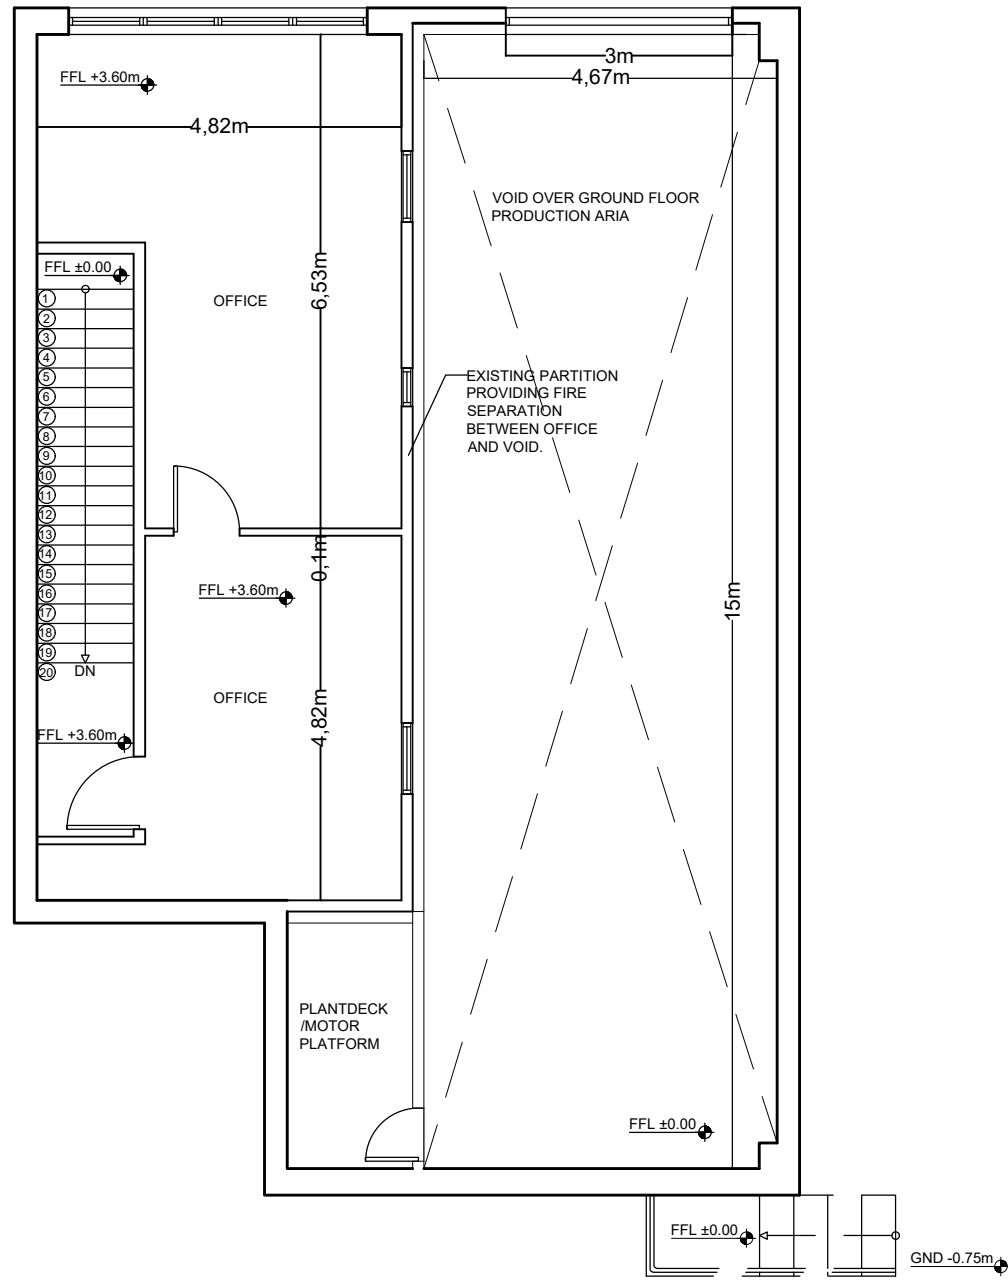 3m
4,67m
FFL +3.60m
4,82m
VOID OVER GROUND FLOOR
PRODUCTION ARIA
FFL ±0.00
6,53m
OFFICE
1
2
3
4
5
6
7
8
9
10
11
12
13
14
15
16
17
18
19
20
DN
EXISTING PARTITION
PROVIDING FIRE
SEPARATION
BETWEEN OFFICE
AND VOID.
0,1m
FFL +3.60m
15m
OFFICE
4,82m
FFL +3.60m
PLANTDECK
/MOTOR
PLATFORM
FFL ±0.00
FFL ±0.00
GND -0.75m